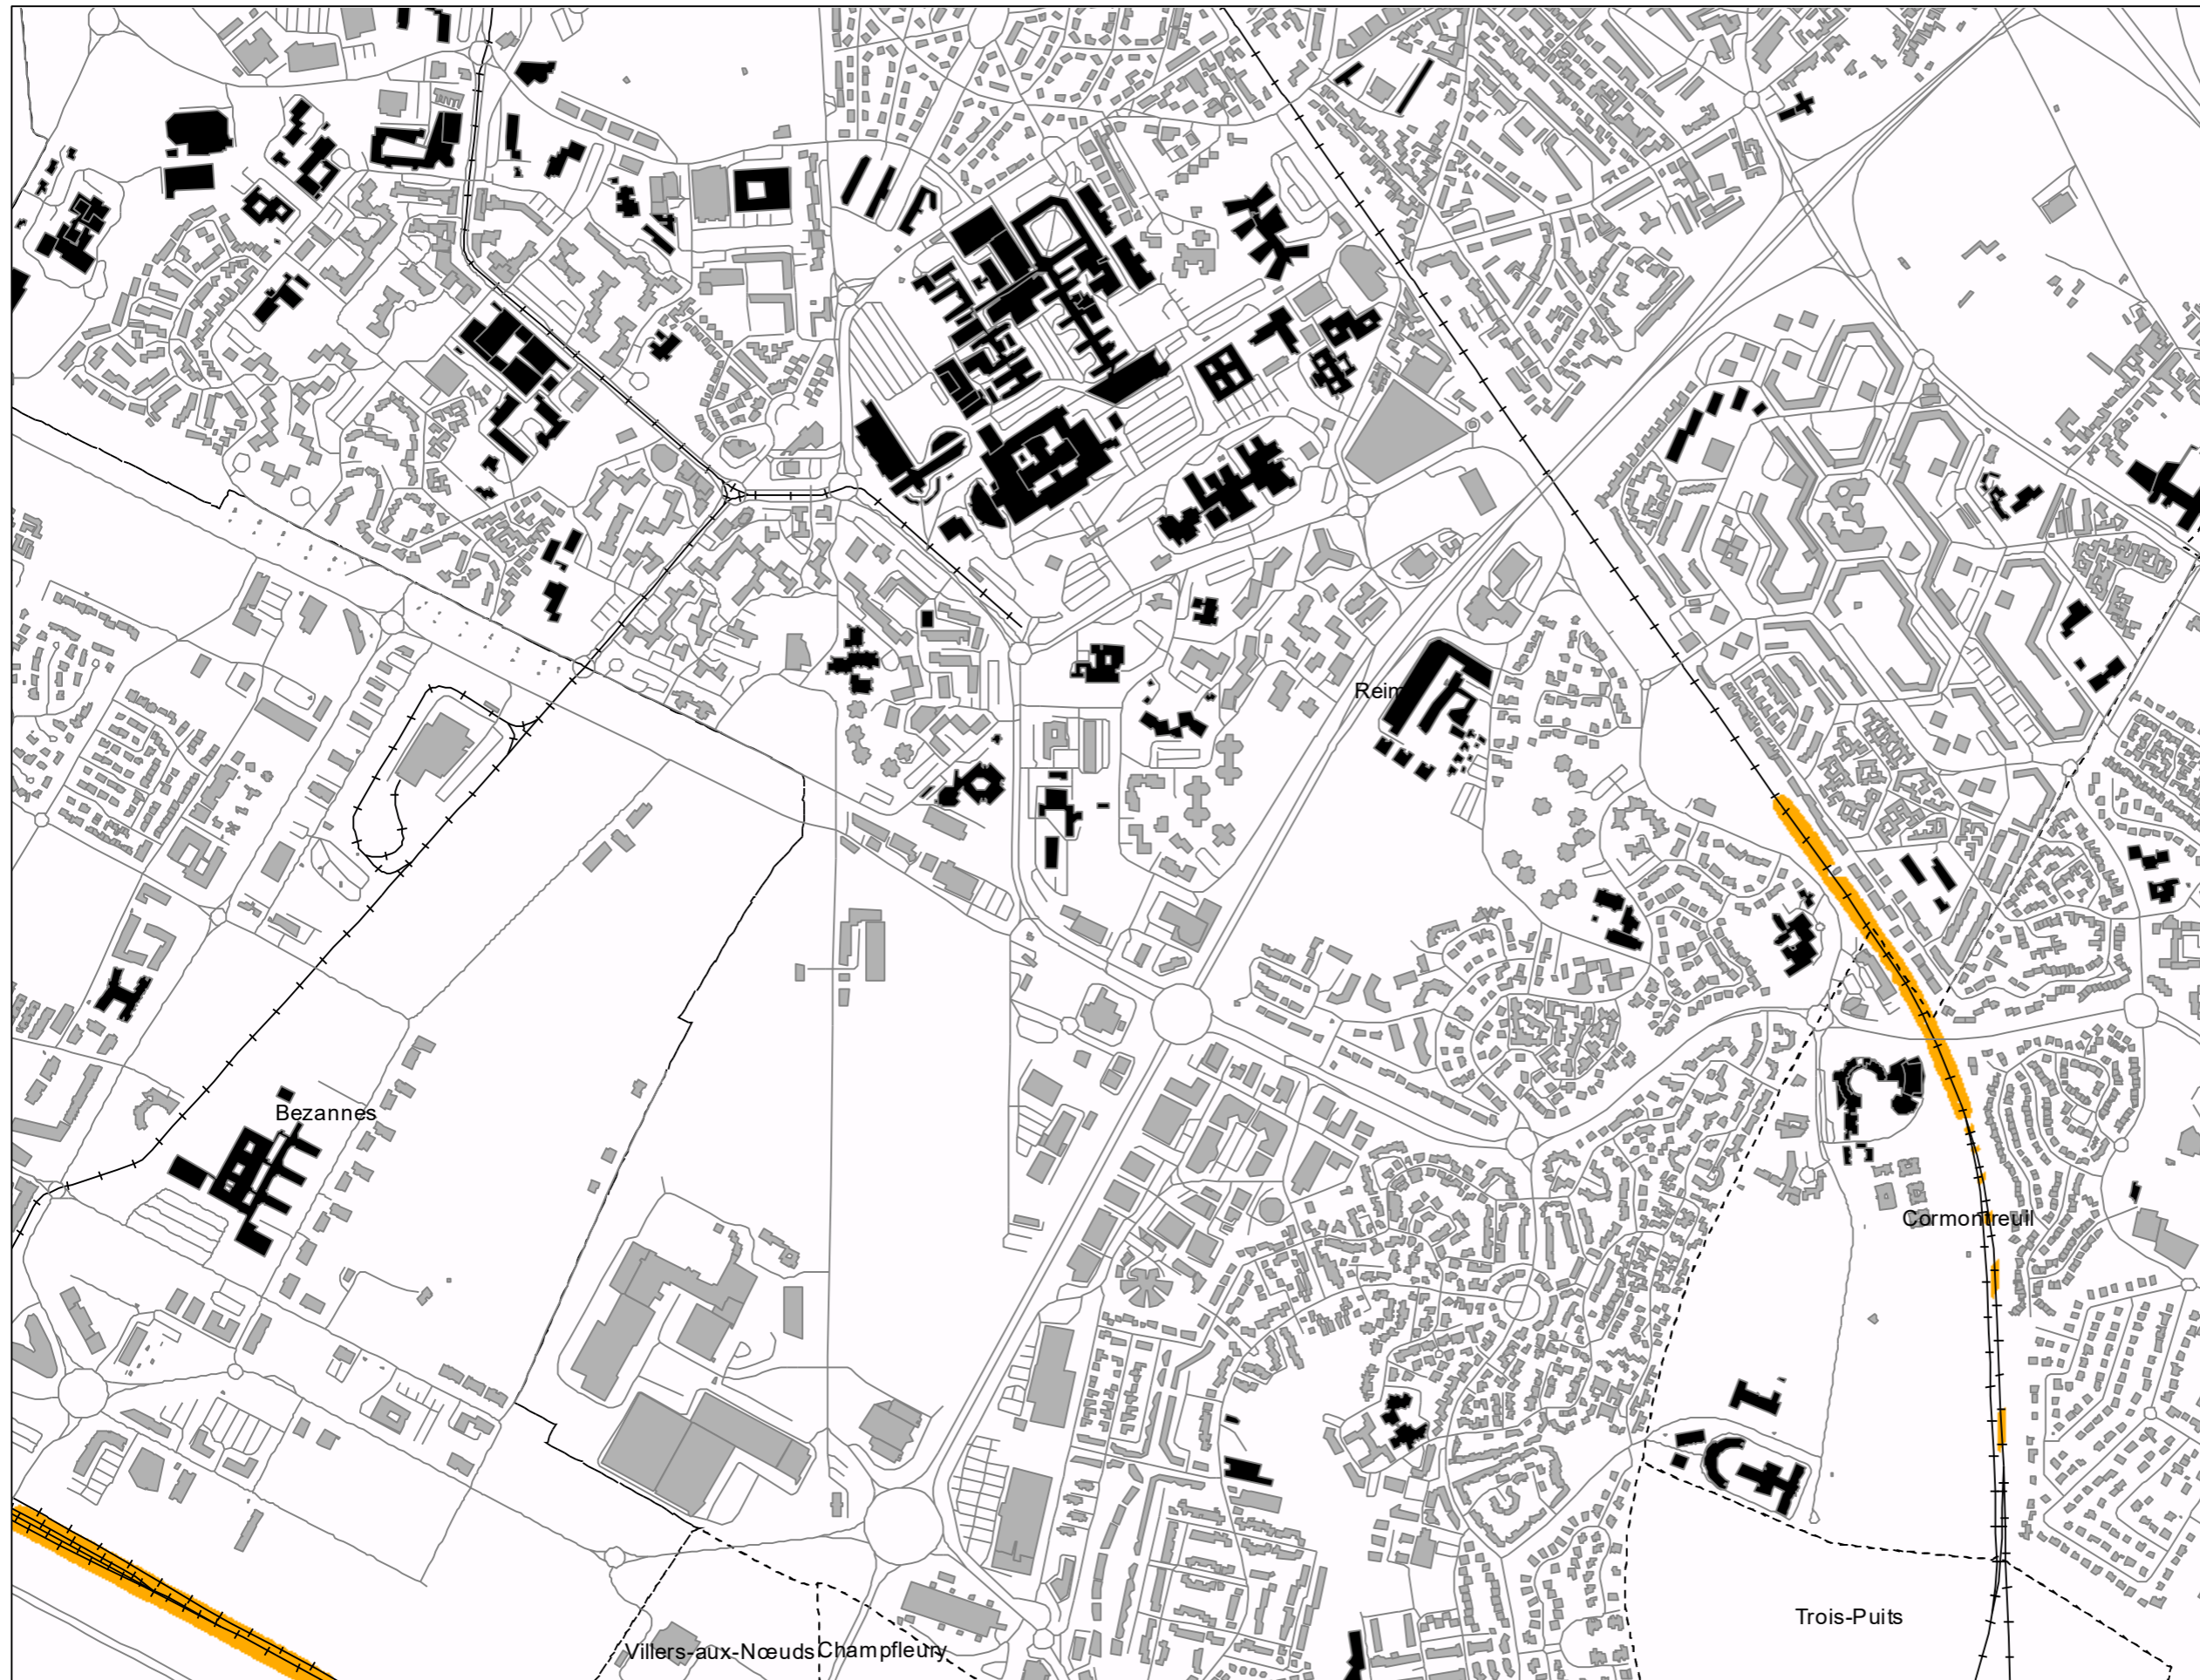 Reim
Bezannes
Cormontreuil
Trois-Puits
Villers-aux-Nœuds
Champfleury